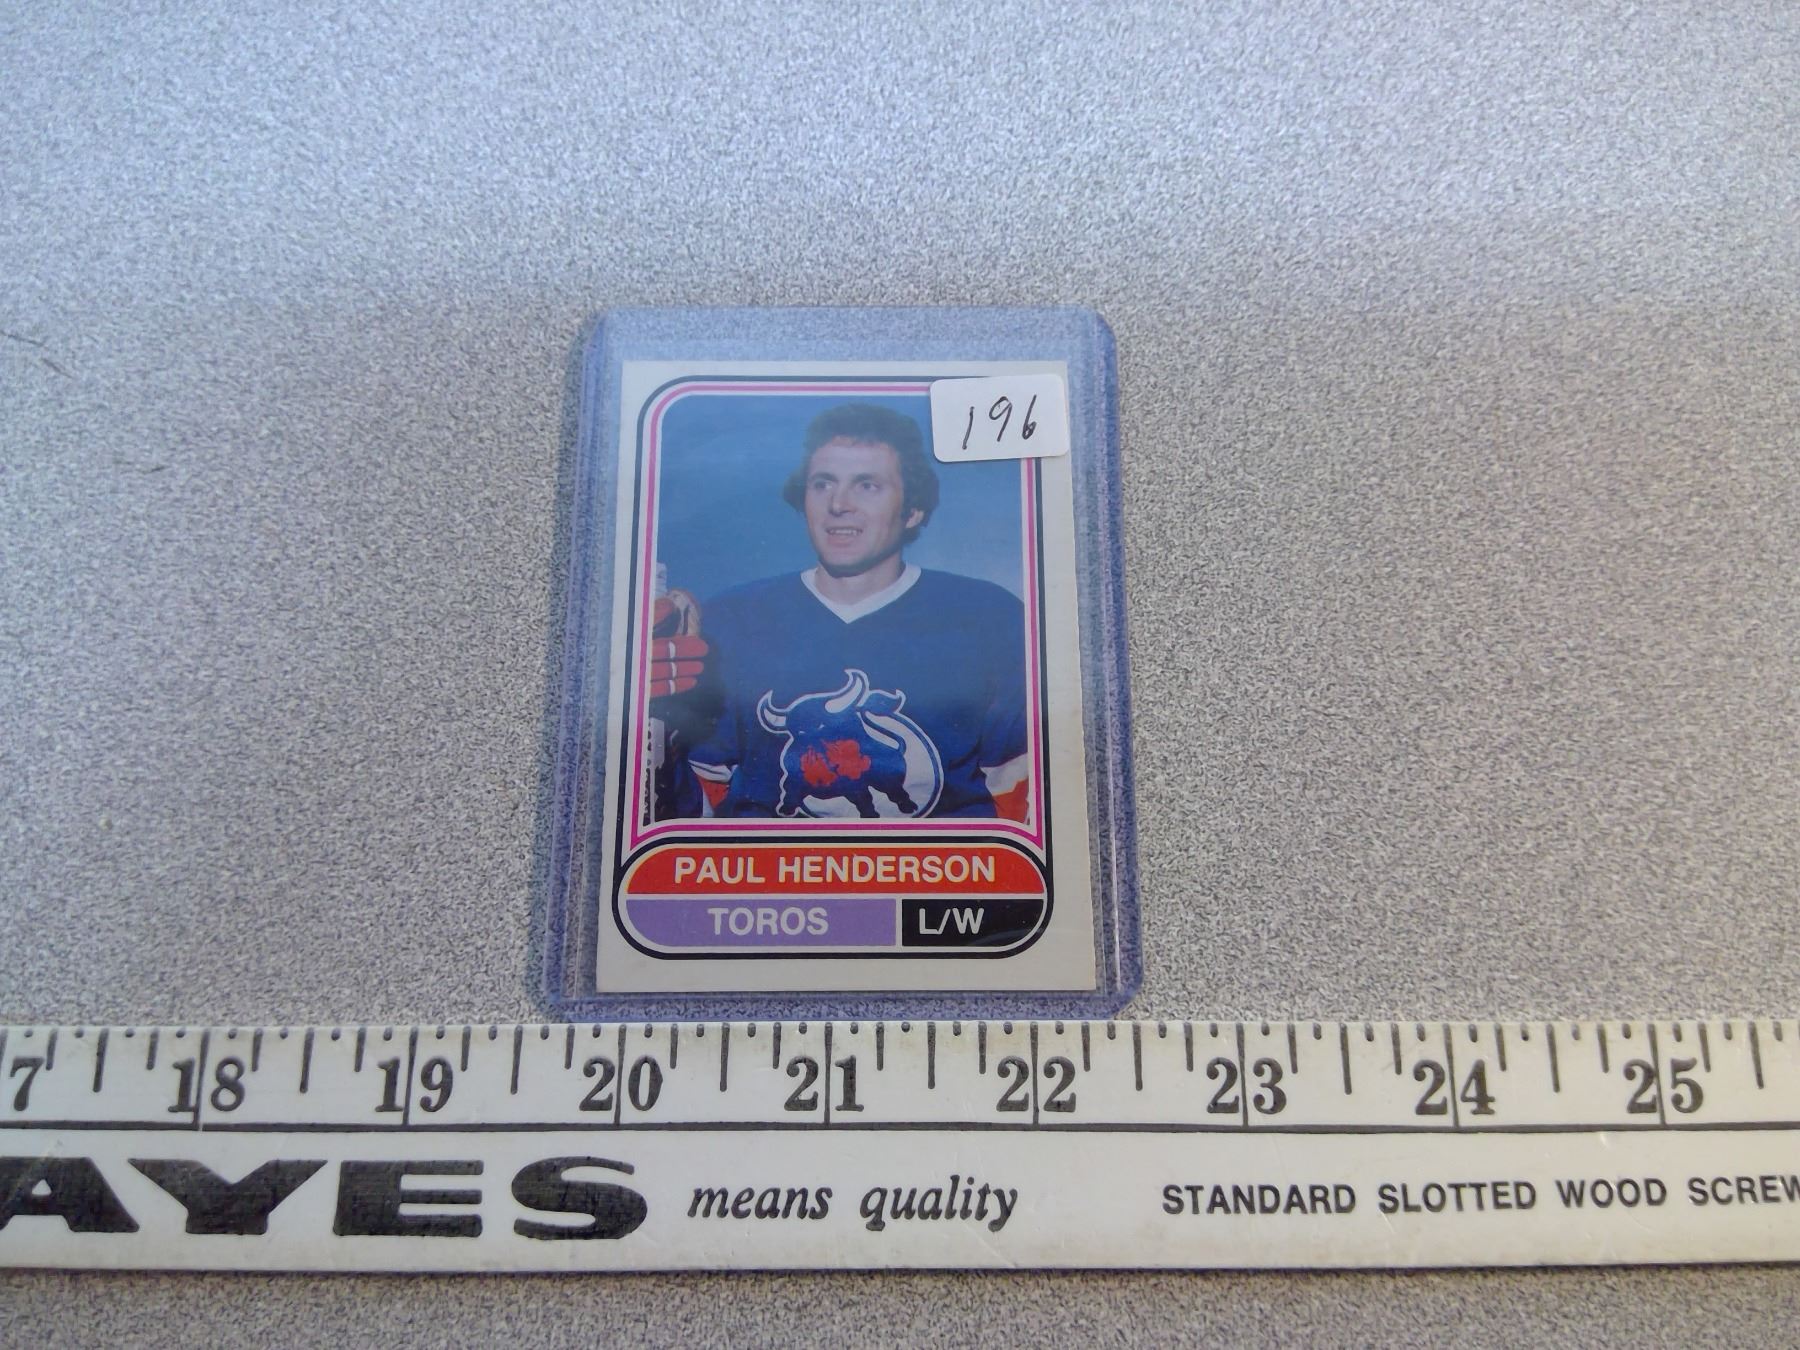 196
PAUL HENDERSON
TOROS L/W
7 18 19 20 21 22 23 24 25
AYES means quality STANDARD SLOTTED WOOD SCREW